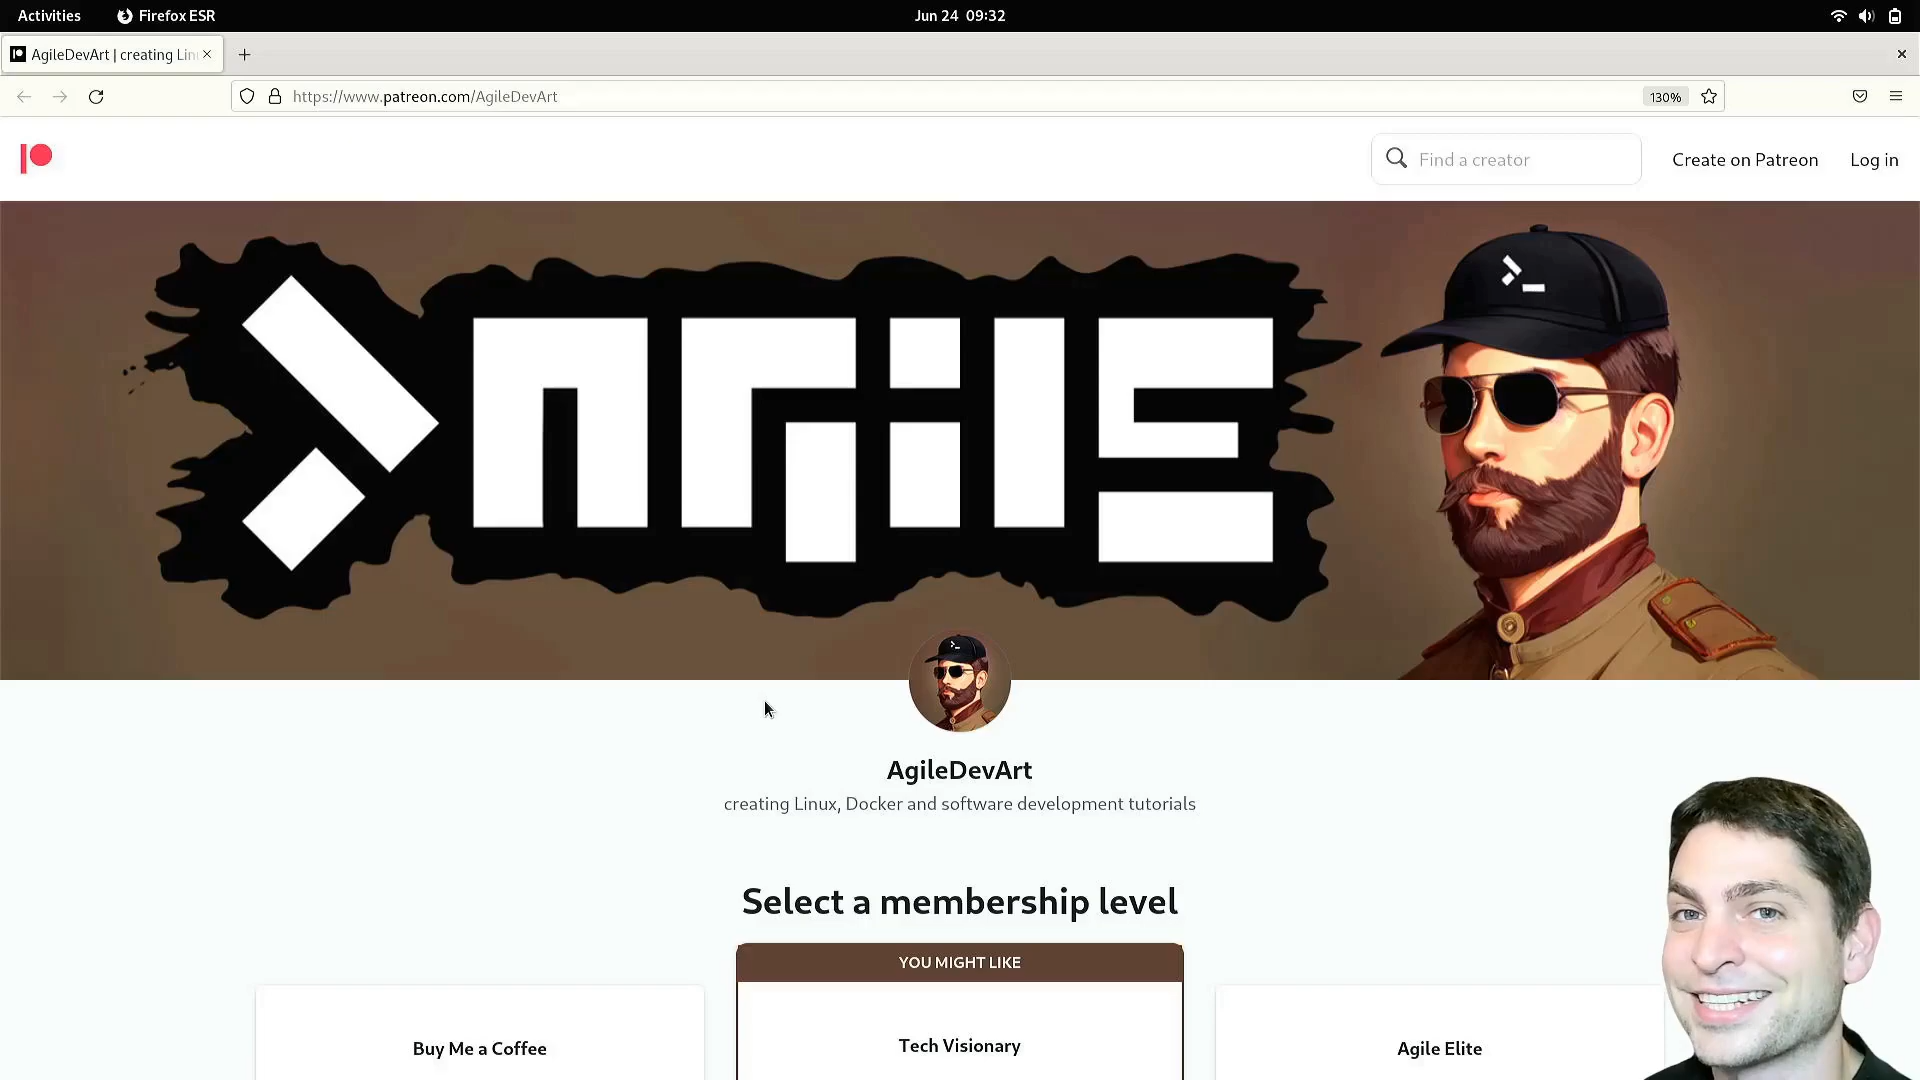 Activities
Firefox ESR
Jun 24 09:32
AgileDevArt | creating Lin
https://www.patreon.com/AgileDevArt
130%
Find a creator
Create on Patreon
Log in
AGILE
AgileDevArt
creating Linux, Docker and software development tutorials
Select a membership level
YOU MIGHT LIKE
Buy Me a Coffee
Tech Visionary
Agile Elite